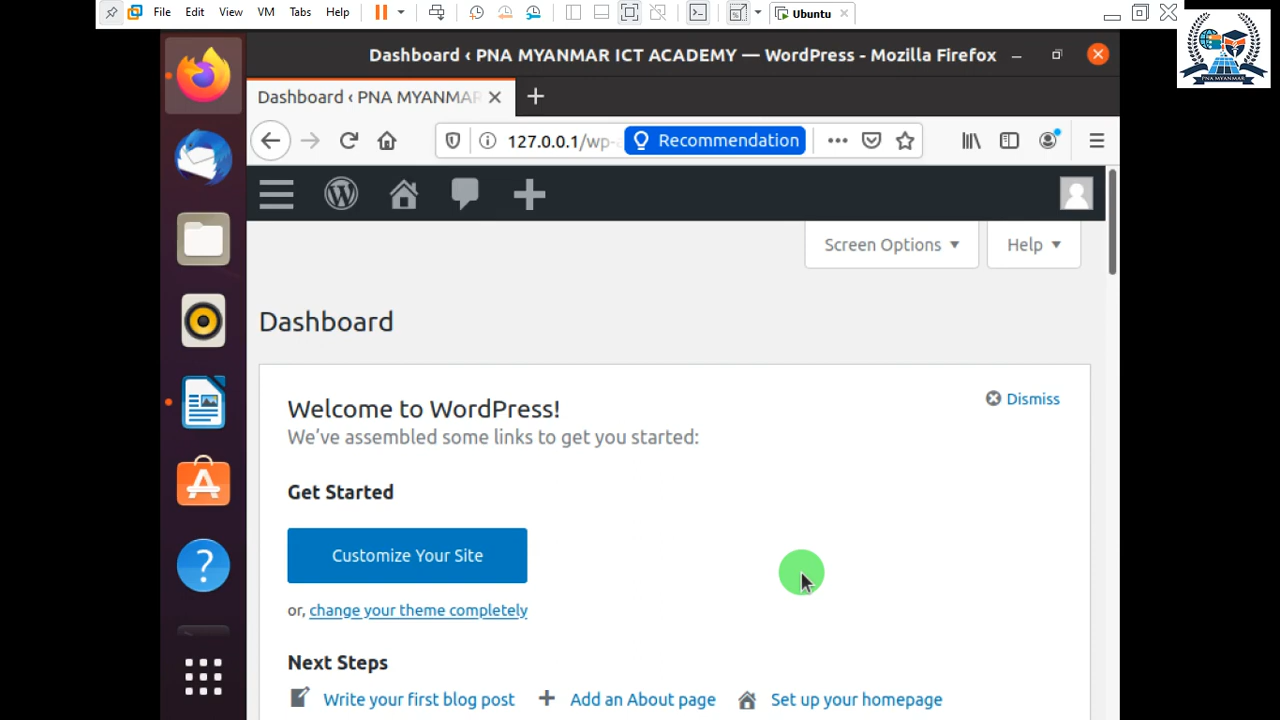 File Edit View VM Tabs Help Ubuntu
PNA MYANMAR
Dashboard ‹ PNA MYANMAR ICT ACADEMY — WordPress - Mozilla Firefox
Dashboard ‹ PNA MYANMAR
127.0.0.1/wp- Recommendation
Screen Options Help
Dashboard
Welcome to WordPress!
Dismiss
We've assembled some links to get you started:
Get Started
Customize Your Site
or, change your theme completely
Next Steps
Write your first blog post Add an About page Set up your homepage